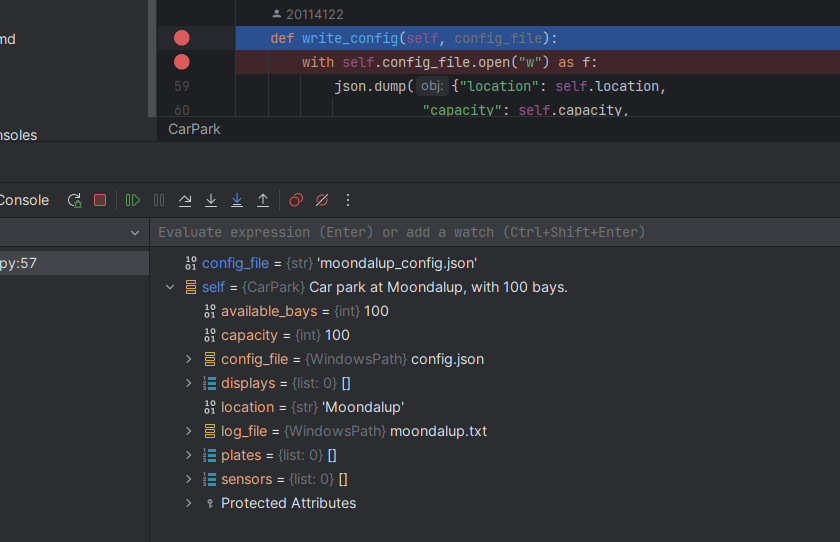 20114122
md
def write_config(self, config_file):
with self.config_file.open("w") as f:
59 json.dump( obj: {"location": self.location,
60 "capacity": self.capacity,
nsoles
CarPark
Console
Evaluate expression (Enter) or add a watch (Ctrl+Shift+Enter)
py:57
config_file = {str} 'moondalup_config.json'
self = {CarPark} Car park at Moondalup, with 100 bays.
available_bays = {int} 100
capacity = {int} 100
config_file = {WindowsPath} config.json
displays = {list: 0} []
location = {str} 'Moondalup'
log_file = {WindowsPath} moondalup.txt
plates = {list: 0} []
sensors = {list: 0} []
Protected Attributes